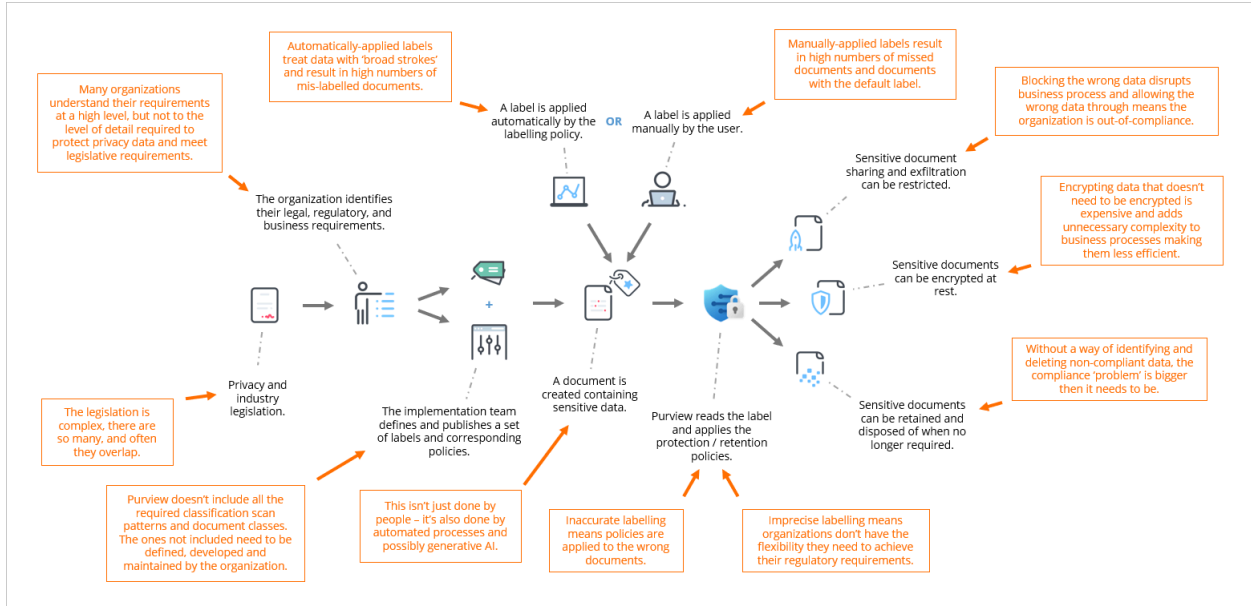 Automatically-applied labels
treat data with ‘broad strokes’
and result in high numbers of
mis-labelled documents.
Manually-applied labels result
in high numbers of missed
documents and documents
with the default label.
Many organizations
understand their requirements
at a high level, but not to the
level of detail required to
protect privacy data and meet
legislative requirements.
Blocking the wrong data disrupts
business process and allowing
the wrong data through means
the organization is out-of-compliance.
A label is applied
automatically by the
labelling policy.
OR
A label is applied
manually by the user.
Sensitive document
sharing and exfiltration
can be restricted.
The organization identifies
their legal, regulatory, and
business requirements.
Encrypting data that doesn’t
need to be encrypted is
expensive and adds
unnecessary complexity to
business processes making
them less efficient.
Sensitive documents
can be encrypted at
rest.
+
Privacy and
industry
legislation.
The implementation team
defines and publishes a set
of labels and corresponding
policies.
A document is
created containing
sensitive data.
Purview reads the label
and applies the
protection / retention
policies.
Sensitive documents
can be retained and
disposed of when no
longer required.
Without a way of identifying and
deleting non-compliant data, the
compliance ‘problem’ is bigger
then it needs to be.
The legislation is
complex, there are
so many, and often
they overlap.
Purview doesn’t include all the
required classification scan
patterns and document classes.
The ones not included need to be
defined, developed and
maintained by the organization.
This isn’t just done by
people – it’s also done by
automated processes and
possibly generative AI.
Inaccurate labelling
means policies are
applied to the wrong
documents.
Imprecise labelling means
organizations don’t have the
flexibility they need to achieve
their regulatory requirements.